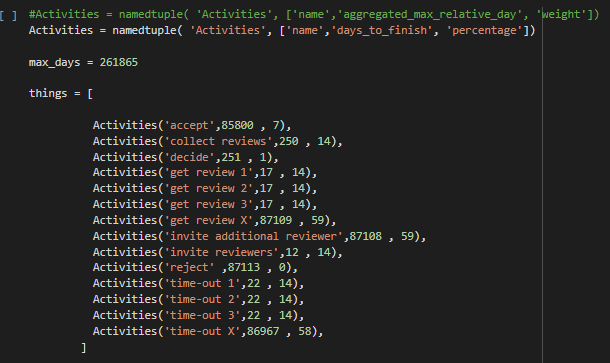 [ ] #Activities = namedtuple( 'Activities', ['name','aggregated_max_relative_day', 'weight'])
Activities = namedtuple( 'Activities', ['name','days_to_finish', 'percentage'])
max_days = 261865
things = [
Activities('accept',85800 , 7),
Activities('collect reviews',250 , 14),
Activities('decide',251 , 1),
Activities('get review 1',17 , 14),
Activities('get review 2',17 , 14),
Activities('get review 3',17 , 14),
Activities('get review X',87109 , 59),
Activities('invite additional reviewer',87108 , 59),
Activities('invite reviewers',12 , 14),
Activities('reject' ,87113 , 0),
Activities('time-out 1',22 , 14),
Activities('time-out 2',22 , 14),
Activities('time-out 3',22 , 14),
Activities('time-out X',86967 , 58),
]